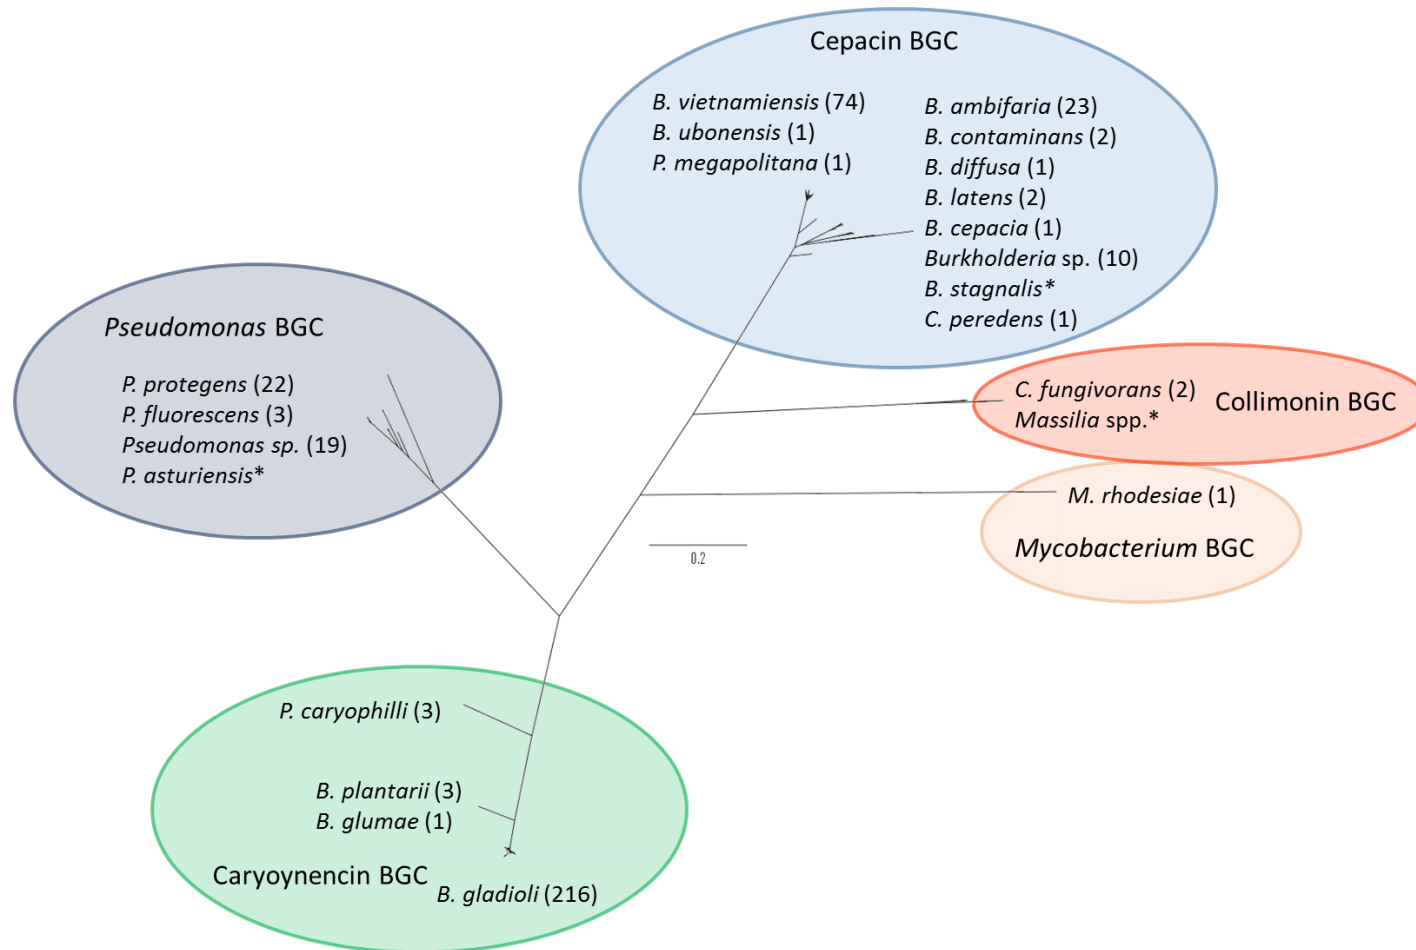 Cepacin BGC
B. vietnamiensis (74)
B. ubonensis (1)
P. megapolitana (1)
B. ambifaria (23)
B. contaminans (2)
B. diffusa (1)
B. latens (2)
B. cepacia (1)
Burkholderia sp. (10)
B. stagnalis*
C. peredens (1)
Pseudomonas BGC
P. protegens (22)
P. fluorescens (3)
Pseudomonas sp. (19)
P. asturiensis*
C. fungivorans (2)
Massilia spp.*
Collimonin BGC
M. rhodesiae (1)
Mycobacterium BGC
0.2
P. caryophilli (3)
B. plantarii (3)
B. glumae (1)
Caryoynencin BGC
B. gladioli (216)